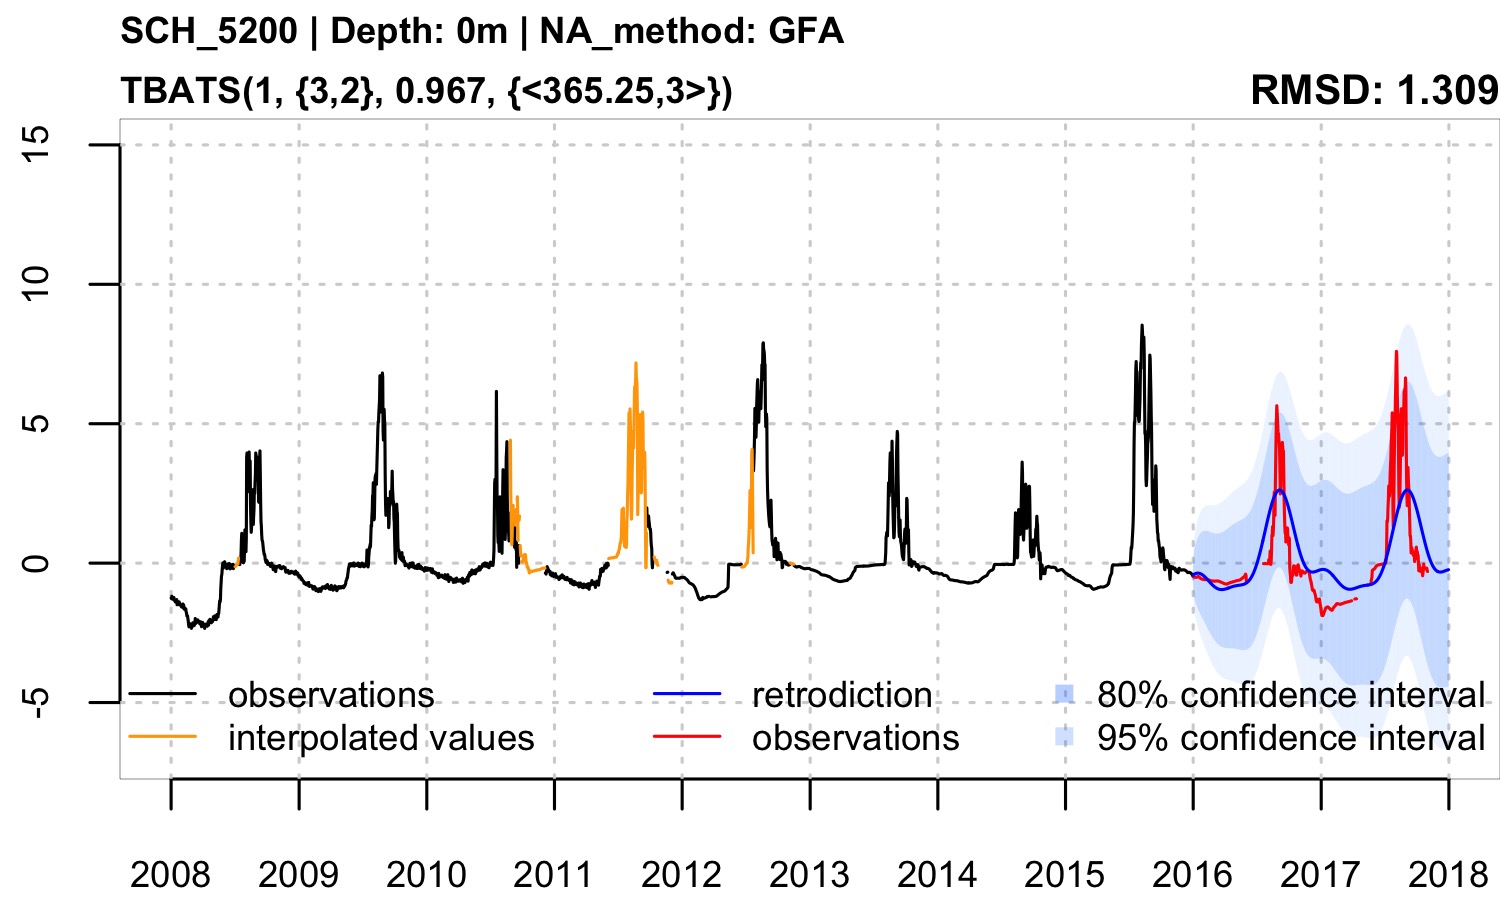 SCH_5200 | Depth: 0m | NA_method: GFA
TBATS(1, {3,2}, 0.967, {<365.25,3>}) RMSD: 1.309
15
10
5
0
-5
observations retrodiction 80% confidence interval
interpolated values observations 95% confidence interval
2008 2009 2010 2011 2012 2013 2014 2015 2016 2017 2018